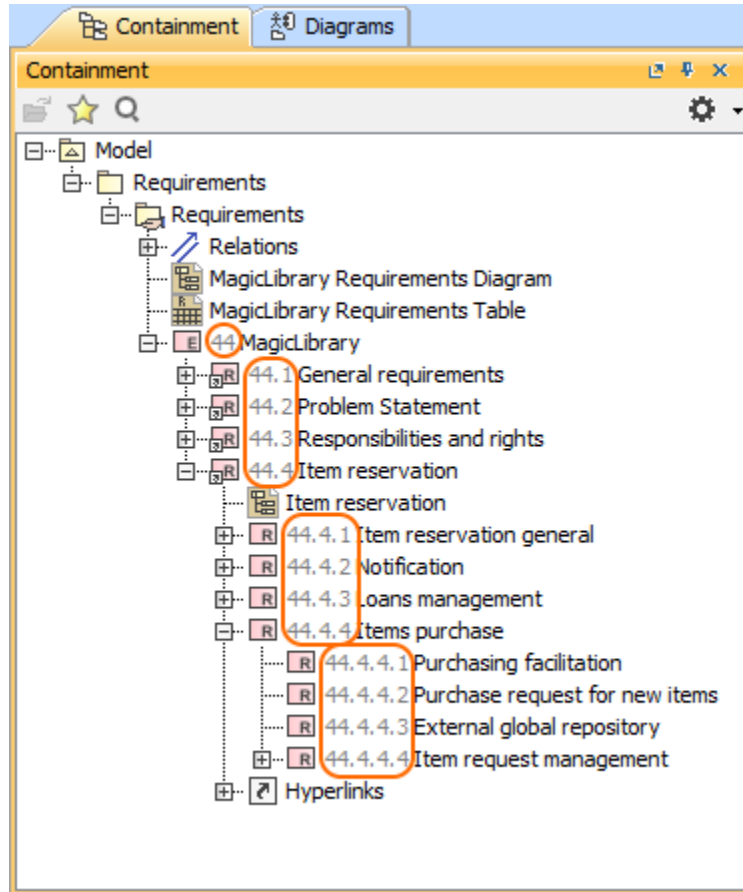 Containment Diagrams
Containment
Model
Requirements
Requirements
Relations
MagicLibrary Requirements Diagram
MagicLibrary Requirements Table
E 44 MagicLibrary
R 44.1 General requirements
R 44.2 Problem Statement
R 44.3 Responsibilities and rights
R 44.4 Item reservation
Item reservation
R 44.4.1 Item reservation general
R 44.4.2 Notification
R 44.4.3 Loans management
R 44.4.4 Items purchase
R 44.4.4.1 Purchasing facilitation
R 44.4.4.2 Purchase request for new items
R 44.4.4.3 External global repository
R 44.4.4.4 Item request management
Hyperlinks